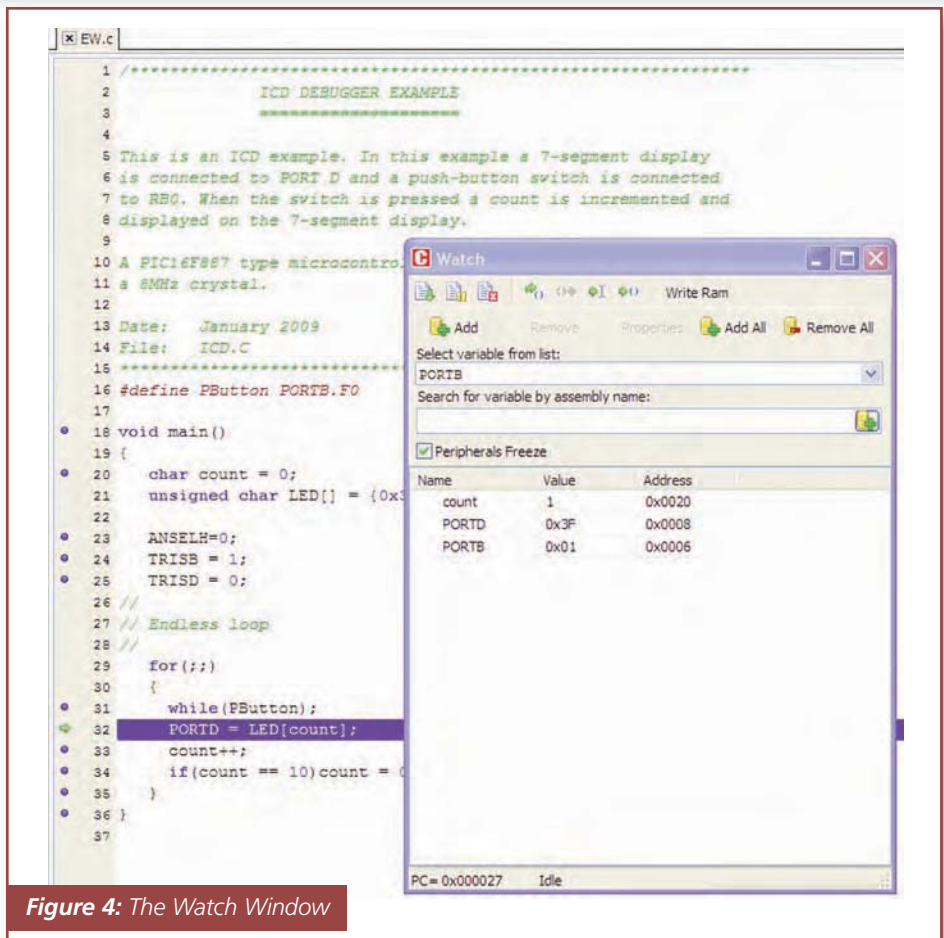 EW.c
1 /**************************************************************
2 ICD DEBUGGER EXAMPLE
3 ====================
4
5 This is an ICD example. In this example a 7-segment display
6 is connected to PORT D and a push-button switch is connected
7 to RB0. When the switch is pressed a count is incremented and
8 displayed on the 7-segment display.
9
10 A PIC16F887 type microcontro
11 a 8MHz crystal.
12
13 Date: January 2009
14 File: ICD.C
15 ******************************
16 #define PButton PORTB.F0
17
18 void main()
19 {
20 char count = 0;
21 unsigned char LED[] = {0x3
22
23 ANSELH=0;
24 TRISB = 1;
25 TRISD = 0;
26 //
27 // Endless loop
28 //
29 for(;;)
30 {
31 while(PButton);
32 PORTD = LED[count];
33 count++;
34 if(count == 10)count = 0
35 }
36 }
37
Watch
Write Ram
Add Remove Properties Add All Remove All
Select variable from list:
PORTB
Search for variable by assembly name:
Peripherals Freeze
Name Value Address
count 1 0x0020
PORTD 0x3F 0x0008
PORTB 0x01 0x0006
PC= 0x000027 Idle
Figure 4: The Watch Window